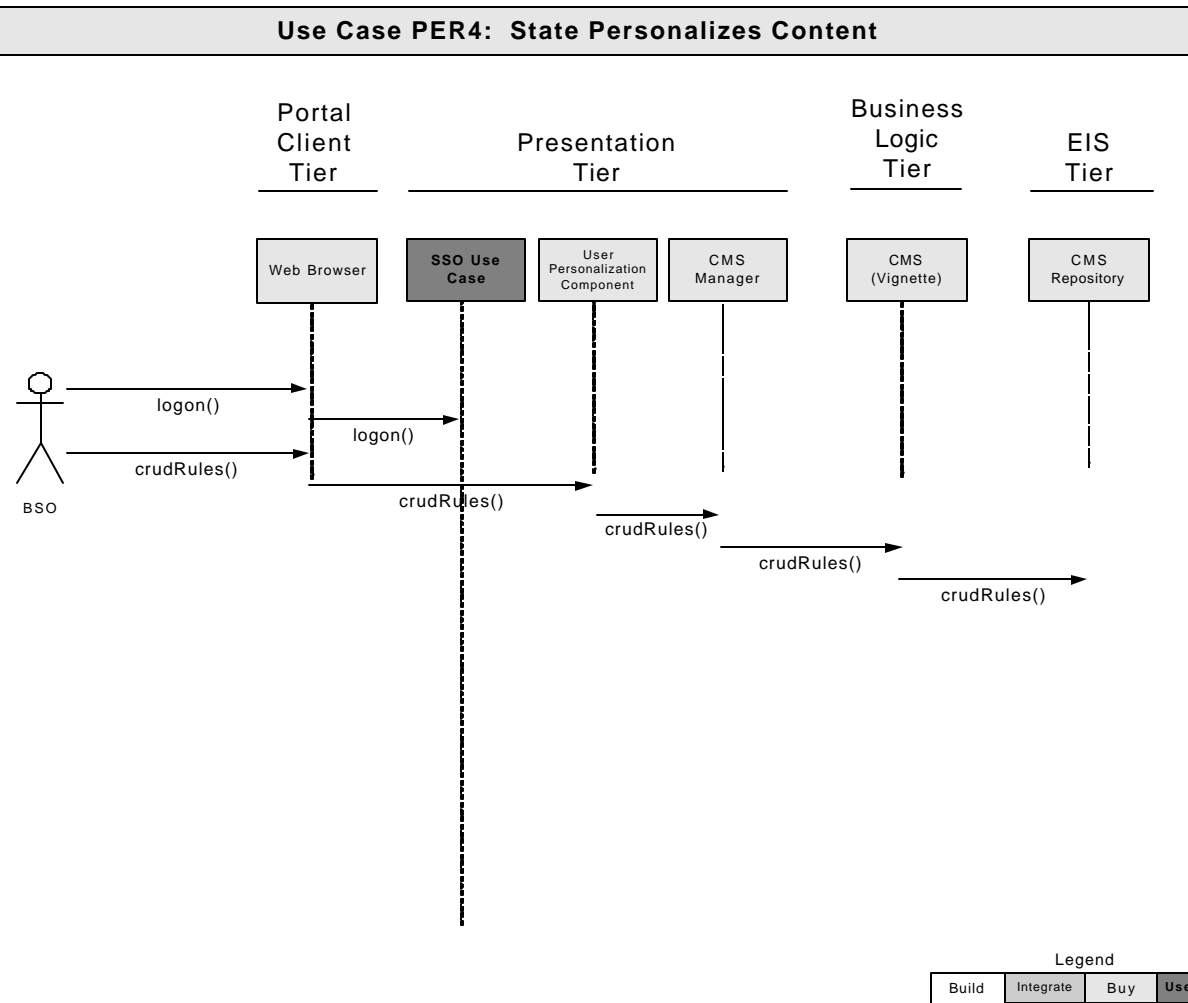 Use Case PER4: State Personalizes Content
Portal
Client
Tier
Presentation
Tier
Business
Logic
Tier
EIS
Tier
Web Browser
SSO Use
Case
User
Personalization
Component
CMS
Manager
CMS
(Vignette)
CMS
Repository
logon()
logon()
crudRules()
BSO
crudRules()
crudRules()
crudRules()
crudRules()
Legend
Build
Integrate
Buy
Use